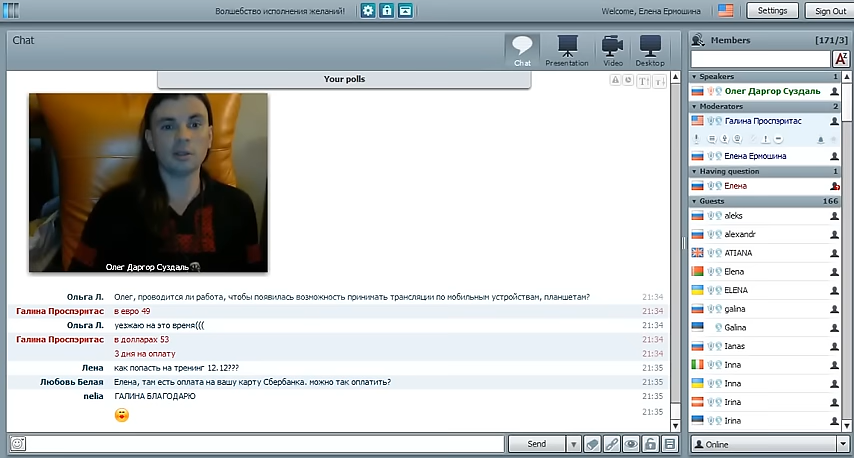 Волшебство исполнения желаний!
Welcome, Елена Ермошина
Settings
Sign Out
Chat
Chat
Presentation
Video
Desktop
Your polls
Олег Даргор Суздаль
Ольга Л. Олег, проводится ли работа, чтобы появилась возможность принимать трансляции по мобильным устройствам, планшетам? 21:34
Галина Проспэритас в евро 49 21:34
Ольга Л. уезжаю на это время((( 21:34
Галина Проспэритас в долларах 53 21:34
3 дня на оплату 21:34
Лена как попасть на тренинг 12.12??? 21:35
Любовь Белая Елена, там есть оплата на вашу карту Сбербанка. можно так оплатить? 21:35
nelia ГАЛИНА БЛАГОДАРЮ 21:35
21:35
Send
Members [171/3]
Speakers 1
Олег Даргор Суздаль
Moderators 2
Галина Проспэритас
Елена Ермошина
Having question 1
Елена
Guests 166
aleks
alexandr
ATIANA
Elena
ELENA
galina
Galina
Ianas
Inna
Inna
Irina
Irina
Online